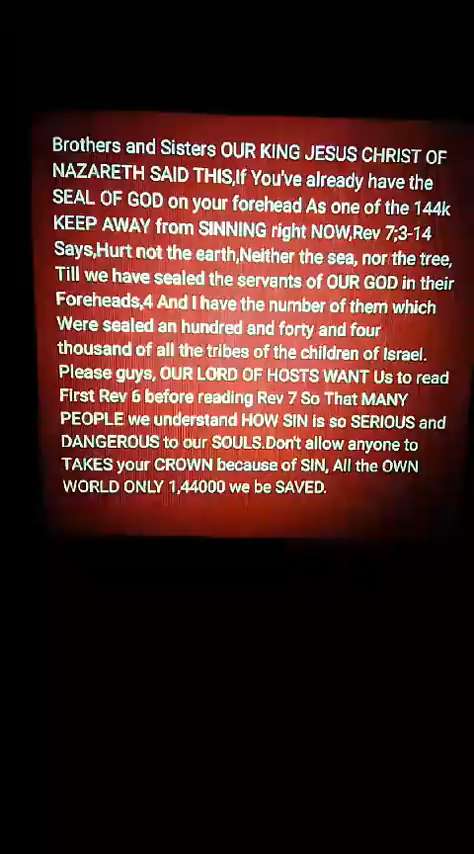 Brothers and Sisters OUR KING JESUS CHRIST OF
NAZARETH SAID THIS,If You've already have the
SEAL OF GOD on your forehead As one of the 144k
KEEP AWAY from SINNING right NOW,Rev 7;3-14
Says,Hurt not the earth,Neither the sea, nor the tree,
Till we have sealed the servants of OUR GOD in their
Foreheads,4 And I have the number of them which
Were sealed an hundred and forty and four
thousand of all the tribes of the children of Israel.
Please guys, OUR LORD OF HOSTS WANT Us to read
First Rev 6 before reading Rev 7 So That MANY
PEOPLE we understand HOW SIN is so SERIOUS and
DANGEROUS to our SOULS.Don't allow anyone to
TAKES your CROWN because of SIN, All the OWN
WORLD ONLY 1,44000 we be SAVED.